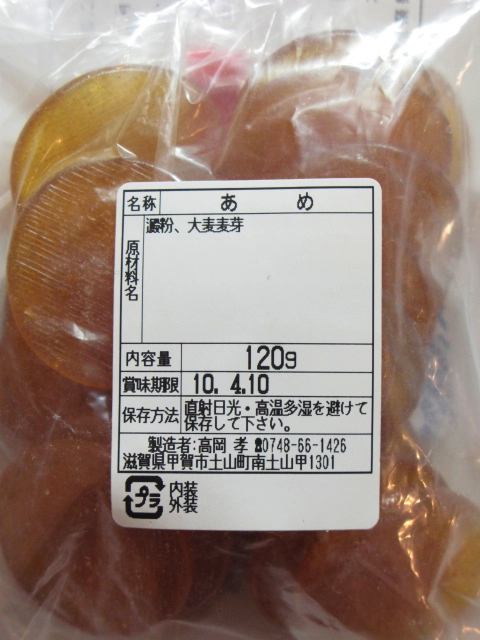 名称 あめ
原材料名 澱粉、大麦麦芽
内容量 120g
賞味期限 10. 4.10
保存方法 直射日光・高温多湿を避けて
保存して下さい。
製造者:高岡 孝 ☎0748-66-1426
滋賀県甲賀市土山町南土山甲1301
プラ 内装
外装